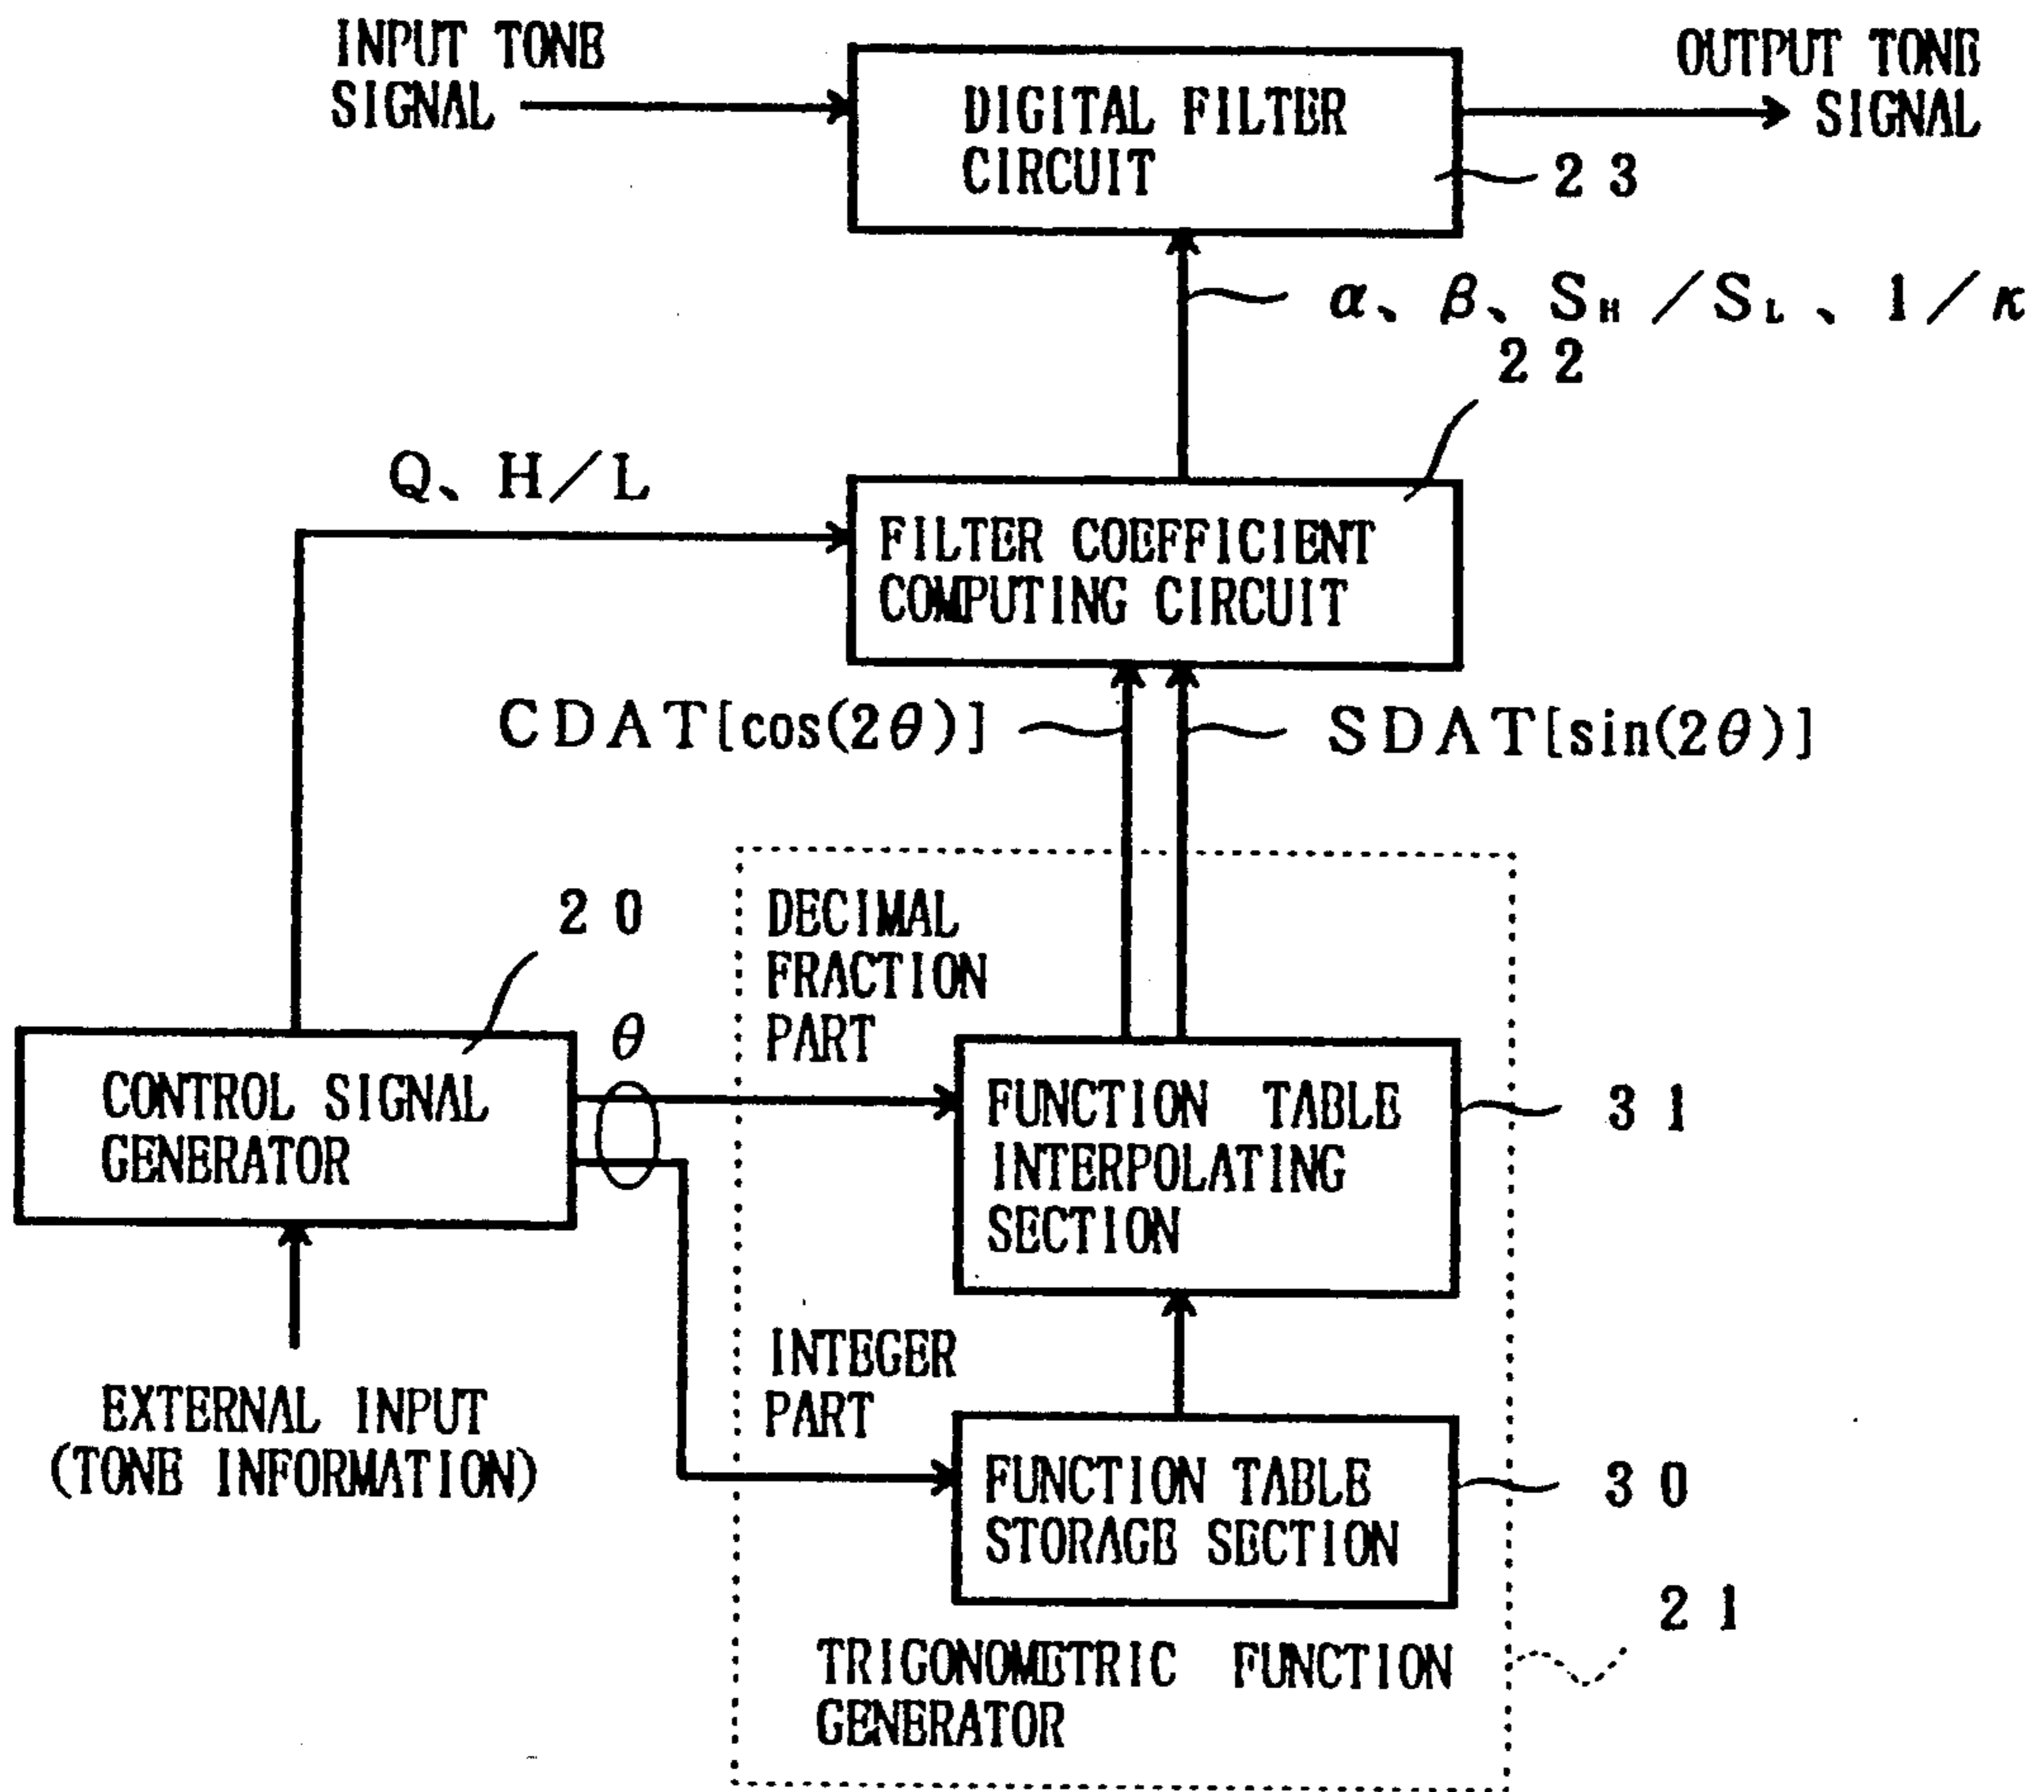 INPUT TONE
SIGNAL
OUTPUT TONE
SIGNAL
DIGITAL FILTER
CIRCUIT
23
α、β、S_H／S_L、1／κ
22
Q、H／L
FILTER COEFFICIENT
COMPUTING CIRCUIT
CDAT[cos(2θ)]
SDAT[sin(2θ)]
20
DECIMAL
FRACTION
PART
θ
CONTROL SIGNAL
GENERATOR
FUNCTION TABLE
INTERPOLATING
SECTION
31
INTEGER
PART
EXTERNAL INPUT
(TONE INFORMATION)
FUNCTION TABLE
STORAGE SECTION
30
21
TRIGONOMETRIC FUNCTION
GENERATOR